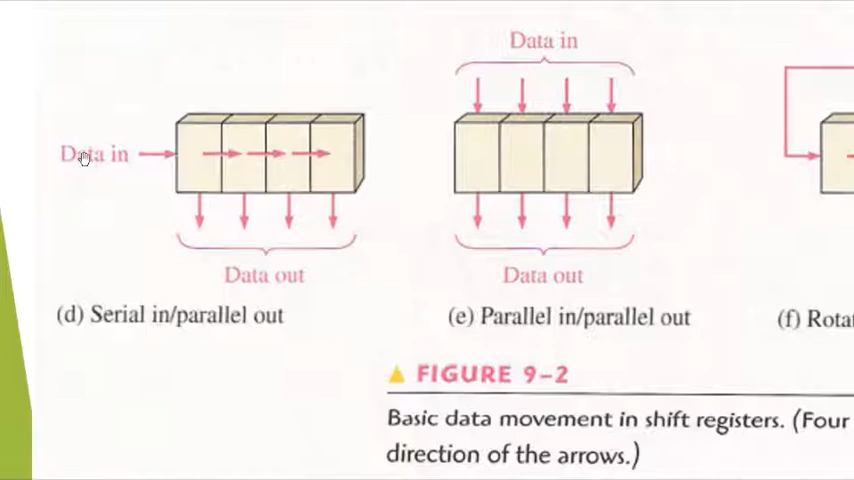 Data in
Data in
Data out
Data out
(d) Serial in/parallel out
(e) Parallel in/parallel out
(f) Rota
FIGURE 9–2
Basic data movement in shift registers. (Four
direction of the arrows.)